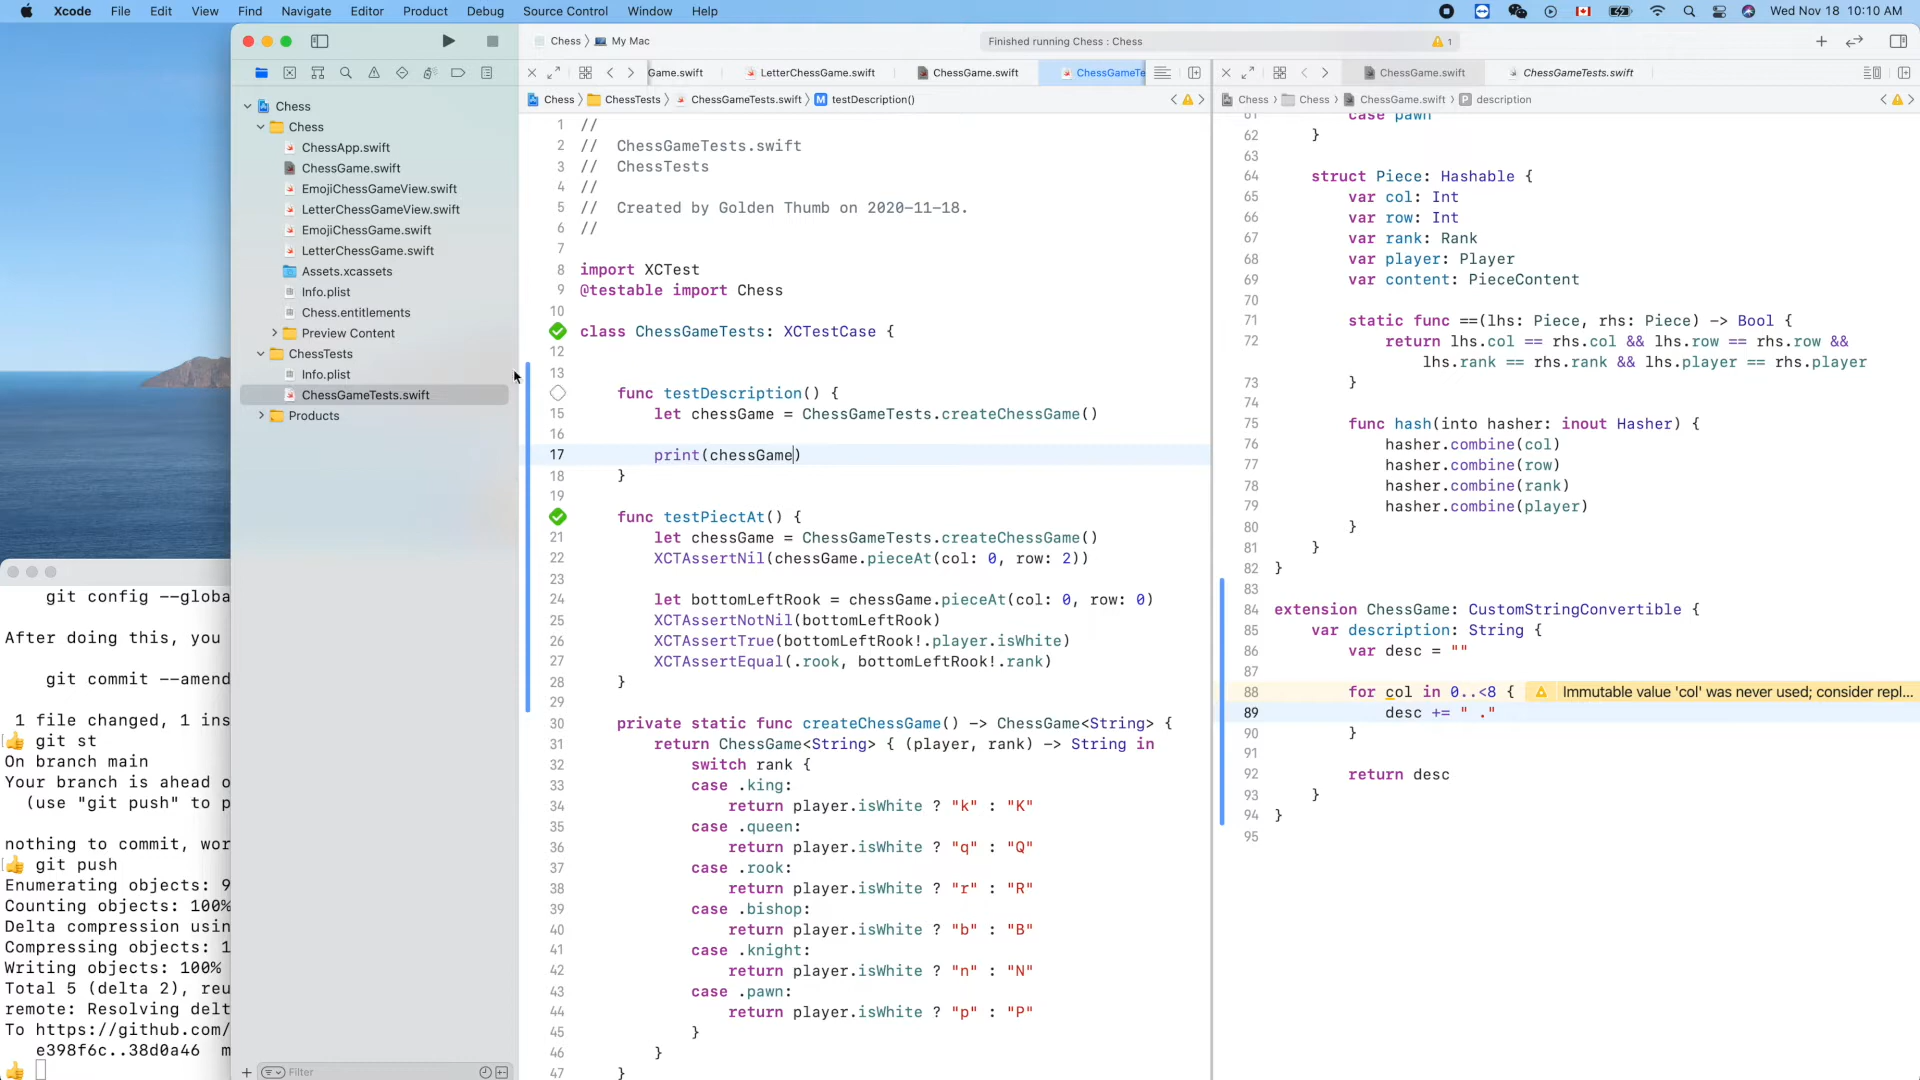 Xcode File Edit View Find Navigate Editor Product Debug Source Control Window Help
Wed Nov 18 10:10 AM
Chess My Mac
Finished running Chess : Chess
1
Game.swift LetterChessGame.swift ChessGame.swift ChessGameTe
ChessGame.swift ChessGameTests.swift
Chess ChessTests ChessGameTests.swift M testDescription()
Chess Chess ChessGame.swift P description
Chess
Chess
ChessApp.swift
ChessGame.swift
EmojiChessGameView.swift
LetterChessGameView.swift
EmojiChessGame.swift
LetterChessGame.swift
Assets.xcassets
Info.plist
Chess.entitlements
Preview Content
ChessTests
Info.plist
ChessGameTests.swift
Products
Filter
git config --globa
After doing this, you
git commit --amend
1 file changed, 1 ins
👍 git st
On branch main
Your branch is ahead o
(use "git push" to p
nothing to commit, wor
👍 git push
Enumerating objects: 9
Counting objects: 100%
Delta compression usin
Compressing objects: 1
Writing objects: 100%
Total 5 (delta 2), reu
remote: Resolving delt
To https://github.com/
e398f6c..38d0a46 m
👍
1 //
2 // ChessGameTests.swift
3 // ChessTests
4 //
5 // Created by Golden Thumb on 2020-11-18.
6 //
7
8 import XCTest
9 @testable import Chess
10
class ChessGameTests: XCTestCase {
12
13
func testDescription() {
15 let chessGame = ChessGameTests.createChessGame()
16
17 print(chessGame)
18 }
19
func testPiectAt() {
21 let chessGame = ChessGameTests.createChessGame()
22 XCTAssertNil(chessGame.pieceAt(col: 0, row: 2))
23
24 let bottomLeftRook = chessGame.pieceAt(col: 0, row: 0)
25 XCTAssertNotNil(bottomLeftRook)
26 XCTAssertTrue(bottomLeftRook!.player.isWhite)
27 XCTAssertEqual(.rook, bottomLeftRook!.rank)
28 }
29
30 private static func createChessGame() -> ChessGame<String> {
31 return ChessGame<String> { (player, rank) -> String in
32 switch rank {
33 case .king:
34 return player.isWhite ? "k" : "K"
35 case .queen:
36 return player.isWhite ? "q" : "Q"
37 case .rook:
38 return player.isWhite ? "r" : "R"
39 case .bishop:
40 return player.isWhite ? "b" : "B"
41 case .knight:
42 return player.isWhite ? "n" : "N"
43 case .pawn:
44 return player.isWhite ? "p" : "P"
45 }
46 }
47 }
61 case pawn
62 }
63
64 struct Piece: Hashable {
65 var col: Int
66 var row: Int
67 var rank: Rank
68 var player: Player
69 var content: PieceContent
70
71 static func ==(lhs: Piece, rhs: Piece) -> Bool {
72 return lhs.col == rhs.col && lhs.row == rhs.row &&
lhs.rank == rhs.rank && lhs.player == rhs.player
73 }
74
75 func hash(into hasher: inout Hasher) {
76 hasher.combine(col)
77 hasher.combine(row)
78 hasher.combine(rank)
79 hasher.combine(player)
80 }
81 }
82 }
83
84 extension ChessGame: CustomStringConvertible {
85 var description: String {
86 var desc = ""
87
88 for col in 0..<8 { Immutable value 'col' was never used; consider repl...
89 desc += " ."
90 }
91
92 return desc
93 }
94 }
95